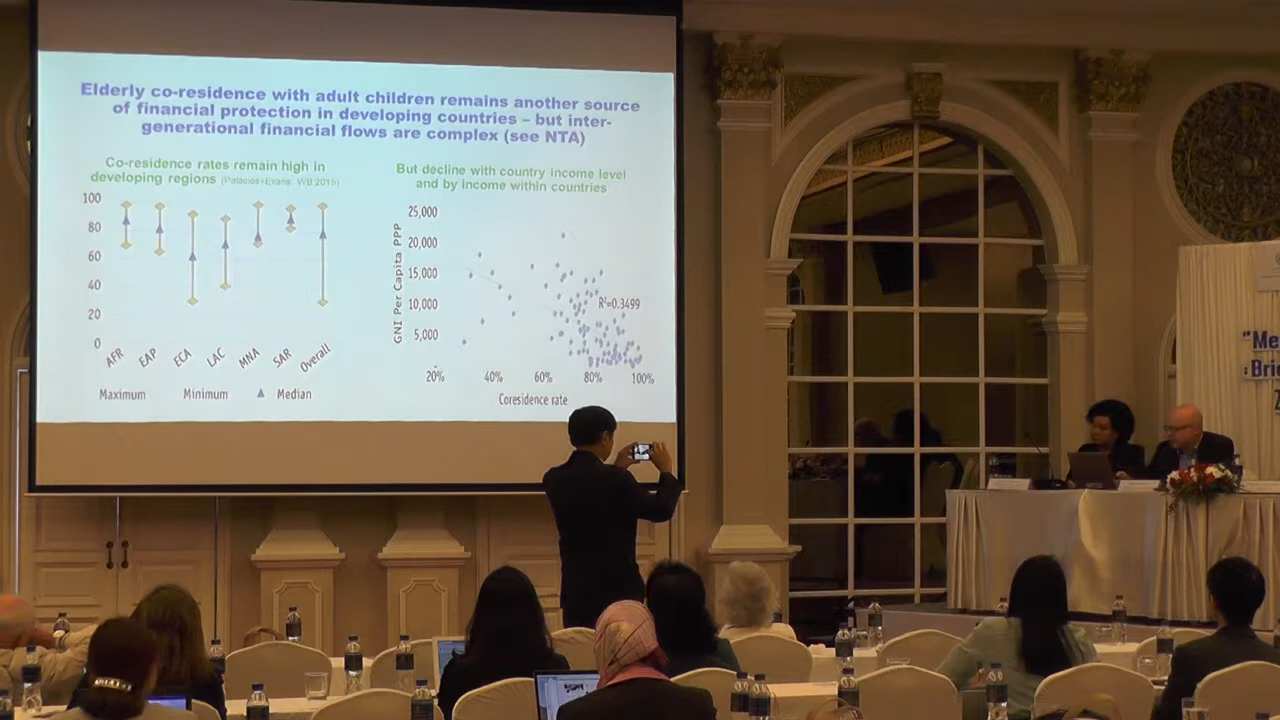 Elderly co-residence with adult children remains another source
of financial protection in developing countries – but inter-
generational financial flows are complex (see NTA)
Co-residence rates remain high in
developing regions (Palacios+Evans, WB 2015)
100
80
60
40
20
0
AFR
EAP
ECA
LAC
MNA
SAR
Overall
Maximum
Minimum
Median
But decline with country income level
and by income within countries
GNI Per Capita PPP
25,000
20,000
15,000
10,000
5,000
-
R²=0.3499
20%
40%
60%
80%
100%
Coresidence rate
"Me